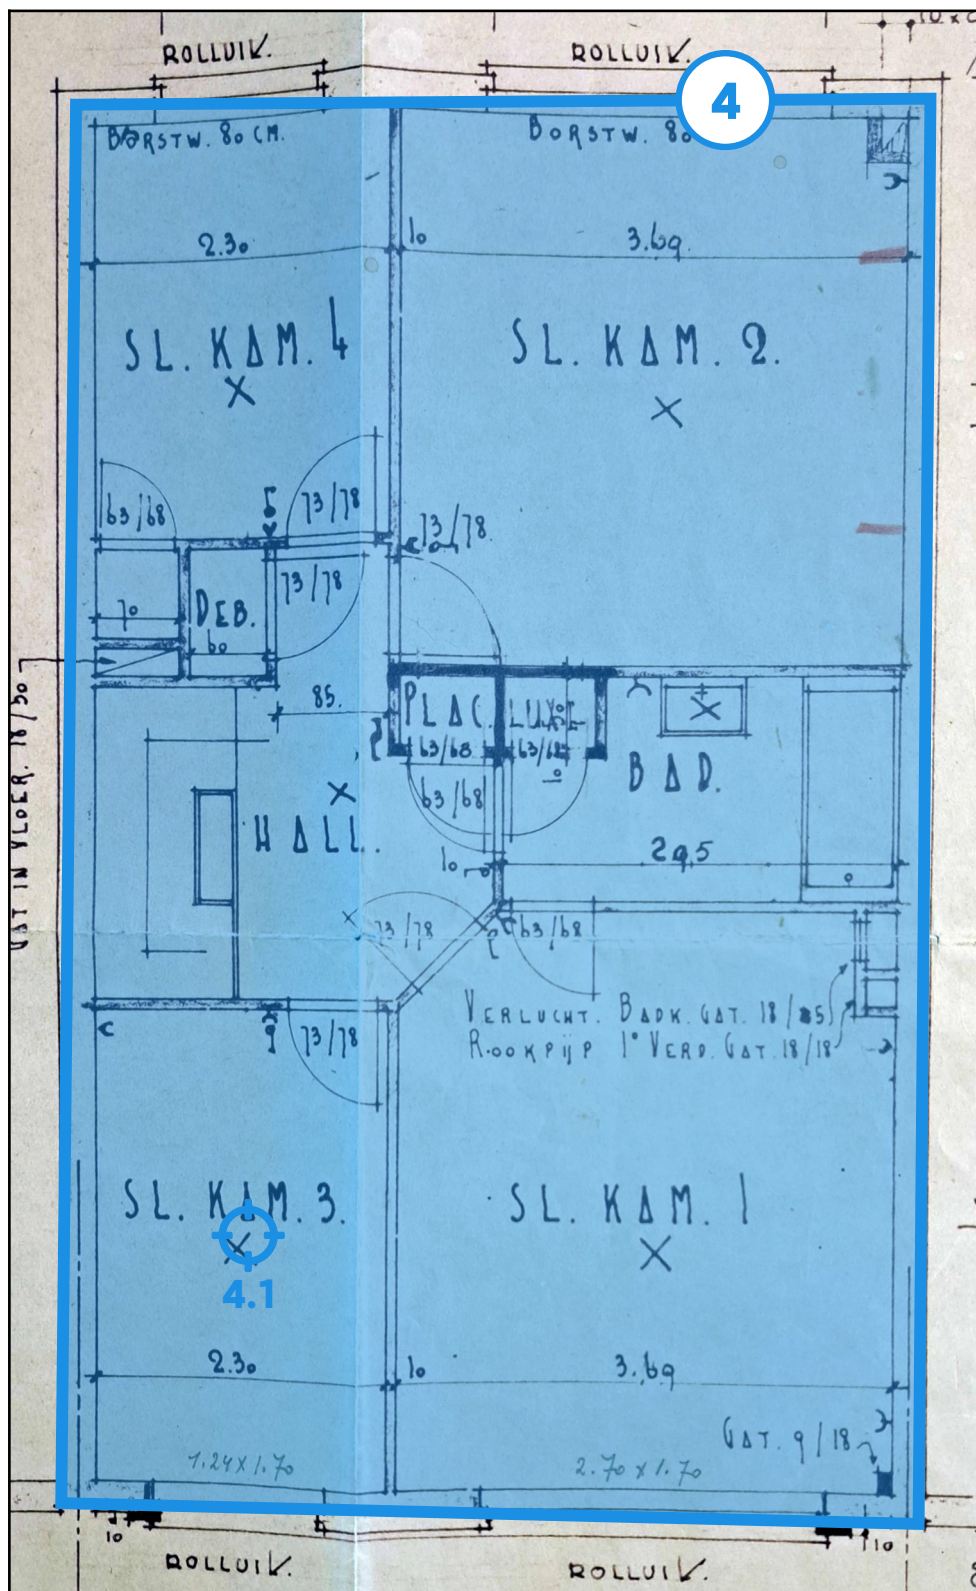 ROLLUIK.
ROLLUIK.
4
BORSTW. 80 CM.
BORSTW. 80
2.30
10
3.69
SL. KAM. 4
SL. KAM. 2.
63/68
73/78
73/78
73/78
70
DEB.
60
85.
PLAC.
LUXE
63/68
63/68
63/68
BAD.
HALL.
10
GAT IN VLOER. 18/50
73/78
63/68
VERLUCHT. BADK. GAT. 18/
ROOKPIJP 1° VERD. GAT. 18/18
73/78
SL. KAM. 3.
SL. KAM. 1
4.1
2.30
10
3.69
GAT. 9/18
1.24 X 1.70
2.70 X 1.70
10
10
ROLLUIK.
ROLLUIK.